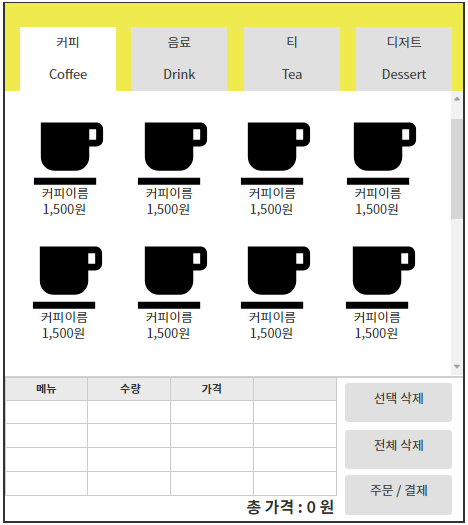 커피 음료 티 디저트
Coffee Drink Tea Dessert
커피이름 커피이름 커피이름 커피이름
1,500원 1,500원 1,500원 1,500원
커피이름 커피이름 커피이름 커피이름
1,500원 1,500원 1,500원 1,500원
메뉴 수량 가격
선택 삭제
전체 삭제
주문 / 결제
총 가격 : 0 원